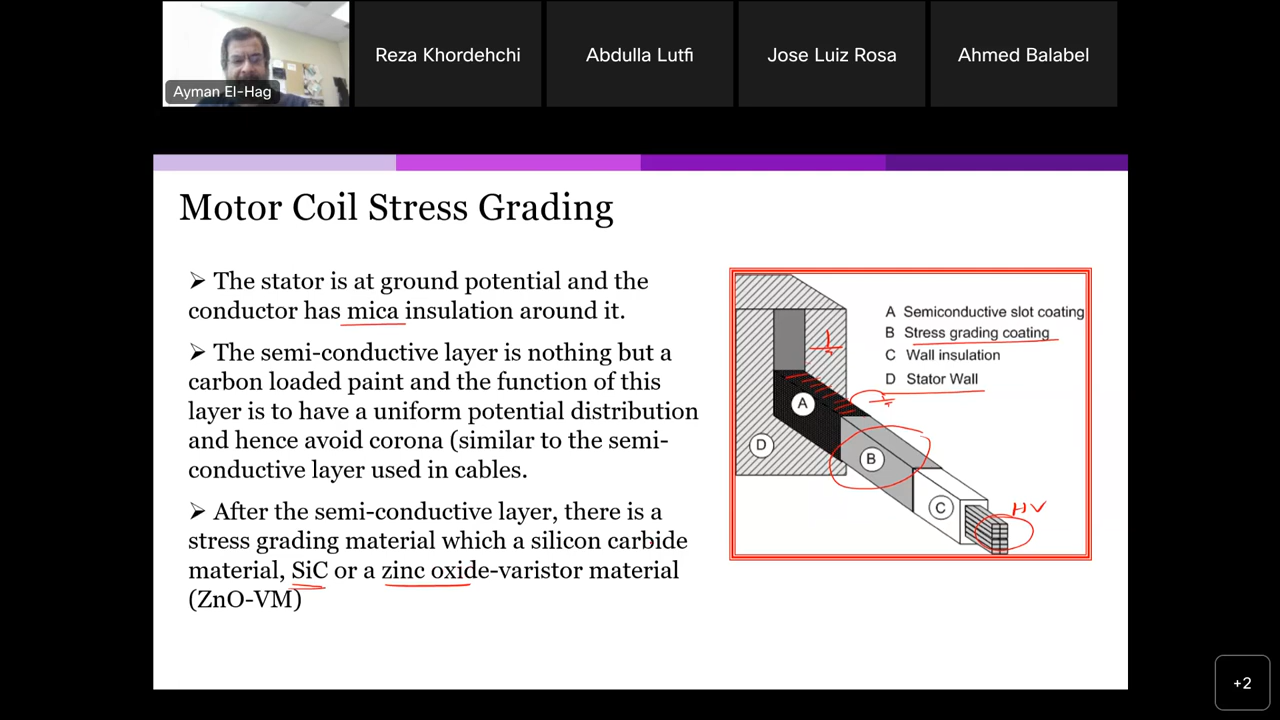 Ayman El-Hag
Reza Khordehchi
Abdulla Lutfi
Jose Luiz Rosa
Ahmed Balabel
Motor Coil Stress Grading
➢ The stator is at ground potential and the
conductor has mica insulation around it.
➢ The semi-conductive layer is nothing but a
carbon loaded paint and the function of this
layer is to have a uniform potential distribution
and hence avoid corona (similar to the semi-
conductive layer used in cables.
➢ After the semi-conductive layer, there is a
stress grading material which a silicon carbide
material, SiC or a zinc oxide-varistor material
(ZnO-VM)
A Semiconductive slot coating
B Stress grading coating
C Wall insulation
D Stator Wall
A
D
B
C
HV
+2